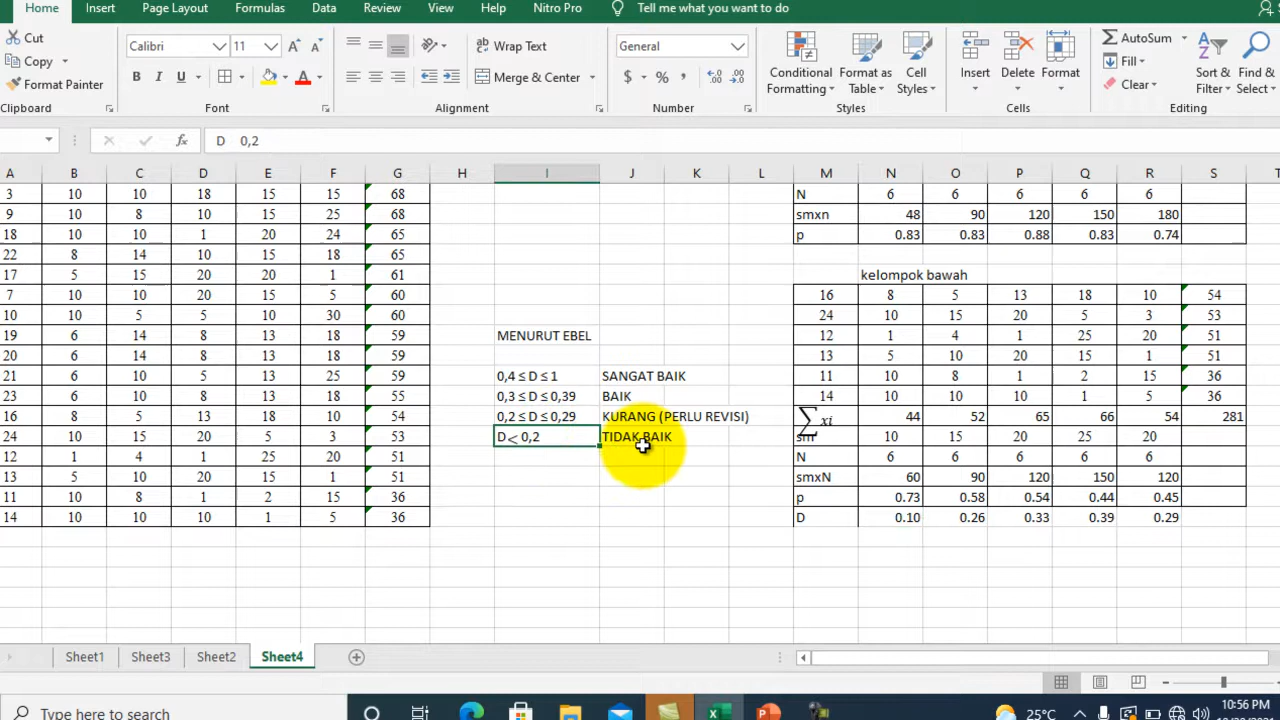 Home Insert Page Layout Formulas Data Review View Help Nitro Pro Tell me what you want to do
Cut
Copy
Format Painter
Clipboard
Calibri 11
B I U
Font
Wrap Text
Merge & Center
Alignment
General
$ % ,
Number
Conditional Formatting
Format as Table
Cell Styles
Styles
Insert Delete Format
Cells
AutoSum
Fill
Clear
Sort & Filter
Find & Select
Editing
fx D 0,2
A B C D E F G H I J K L M N O P Q R S T
3 10 10 18 15 15 68 N 6 6 6 6 6
9 10 8 10 15 25 68 smxn 48 90 120 150 180
18 10 10 1 20 24 65 p 0.83 0.83 0.88 0.83 0.74
22 8 14 10 15 18 65
17 5 15 20 20 1 61 kelompok bawah
7 10 10 20 15 5 60 16 8 5 13 18 10 54
10 10 5 5 10 30 60 24 10 15 20 5 3 53
19 6 14 8 13 18 59 MENURUT EBEL 12 1 4 1 25 20 51
20 6 14 8 13 18 59 13 5 10 20 15 1 51
21 6 10 5 13 25 59 0,4 ≤ D ≤ 1 SANGAT BAIK 11 10 8 1 2 15 36
23 6 10 8 13 18 55 0,3 ≤ D ≤ 0,39 BAIK 14 10 10 10 1 5 36
16 8 5 13 18 10 54 0,2 ≤ D ≤ 0,29 KURANG (PERLU REVISI) ∑ xi 44 52 65 66 54 281
24 10 15 20 5 3 53 D < 0,2 TIDAK BAIK sm 10 15 20 25 20
12 1 4 1 25 20 51 N 6 6 6 6 6
13 5 10 20 15 1 51 smxN 60 90 120 150 120
11 10 8 1 2 15 36 p 0.73 0.58 0.54 0.44 0.45
14 10 10 10 1 5 36 D 0.10 0.26 0.33 0.39 0.29
Sheet1 Sheet3 Sheet2 Sheet4
Type here to search
25°C
10:56 PM